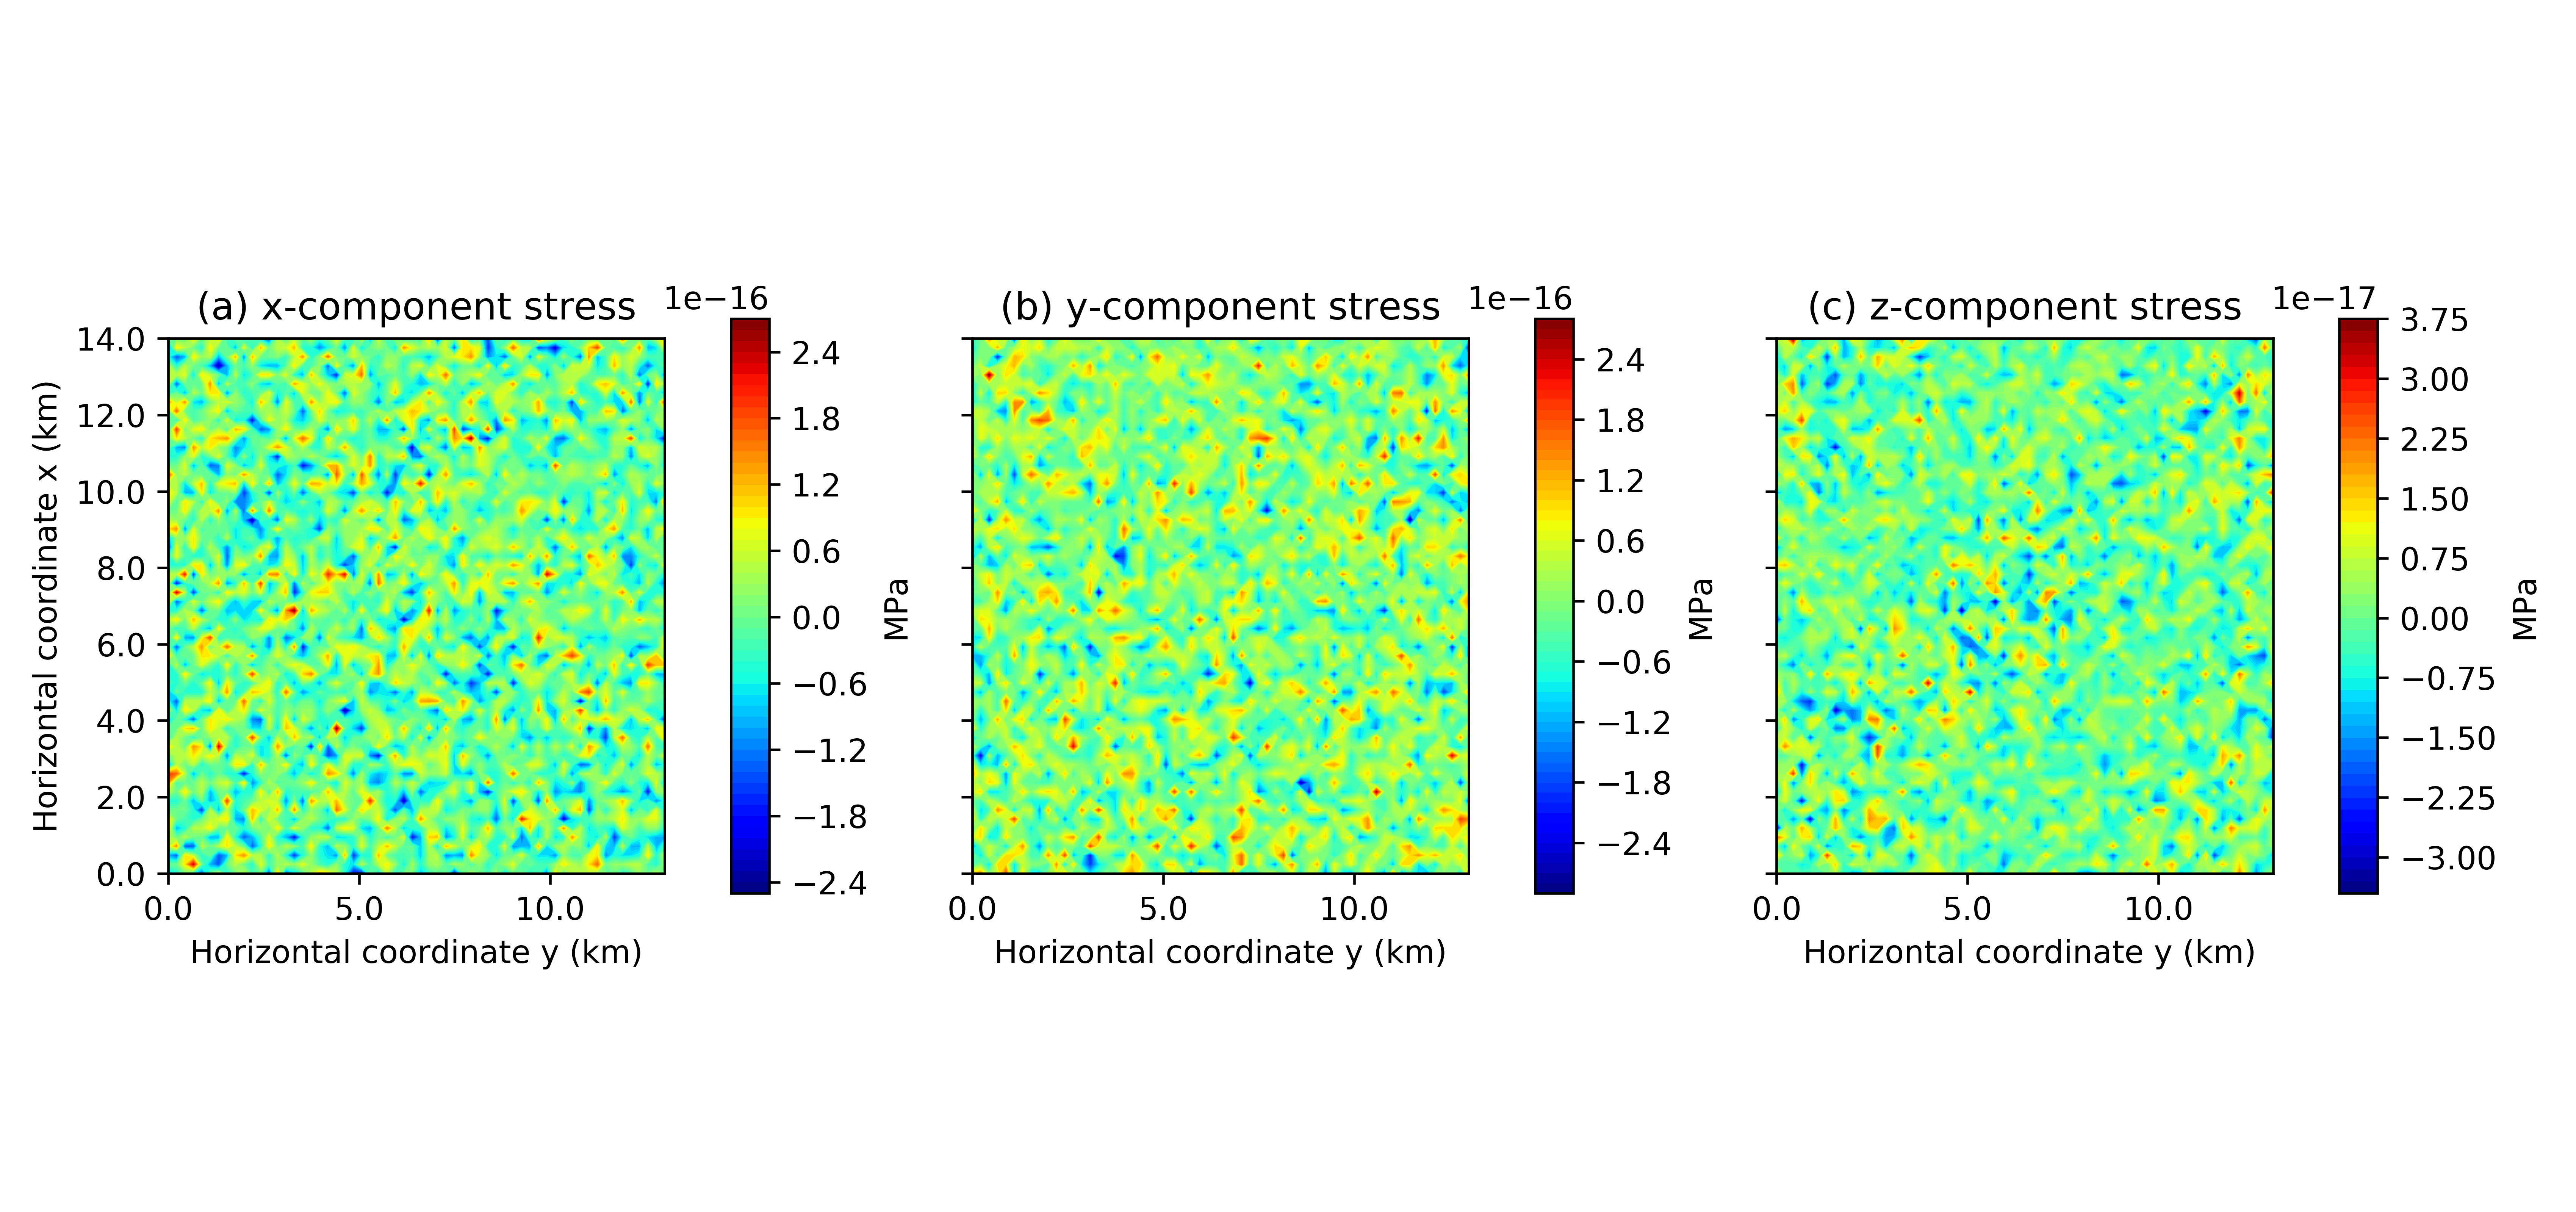 (a) x-component stress
1e−16
(b) y-component stress
1e−16
(c) z-component stress
1e−17
Horizontal coordinate x (km)
14.0
12.0
10.0
8.0
6.0
4.0
2.0
0.0
0.0 5.0 10.0
Horizontal coordinate y (km)
2.4
1.8
1.2
0.6
0.0
−0.6
−1.2
−1.8
−2.4
MPa
0.0 5.0 10.0
Horizontal coordinate y (km)
2.4
1.8
1.2
0.6
0.0
−0.6
−1.2
−1.8
−2.4
MPa
0.0 5.0 10.0
Horizontal coordinate y (km)
3.75
3.00
2.25
1.50
0.75
0.00
−0.75
−1.50
−2.25
−3.00
MPa